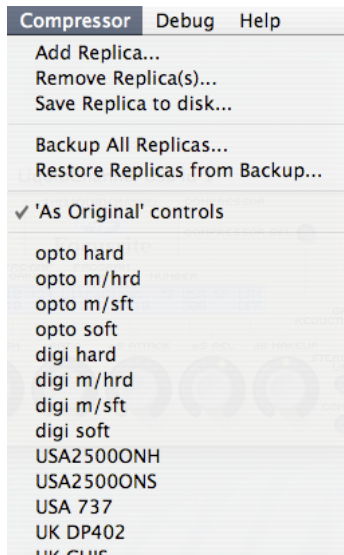 Compressor Debug Help
Add Replica...
Remove Replica(s)...
Save Replica to disk...
Backup All Replicas...
Restore Replicas from Backup...
✓ 'As Original' controls
opto hard
opto m/hrd
opto m/sft
opto soft
digi hard
digi m/hrd
digi m/sft
digi soft
USA2500ONH
USA2500ONS
USA 737
UK DP402